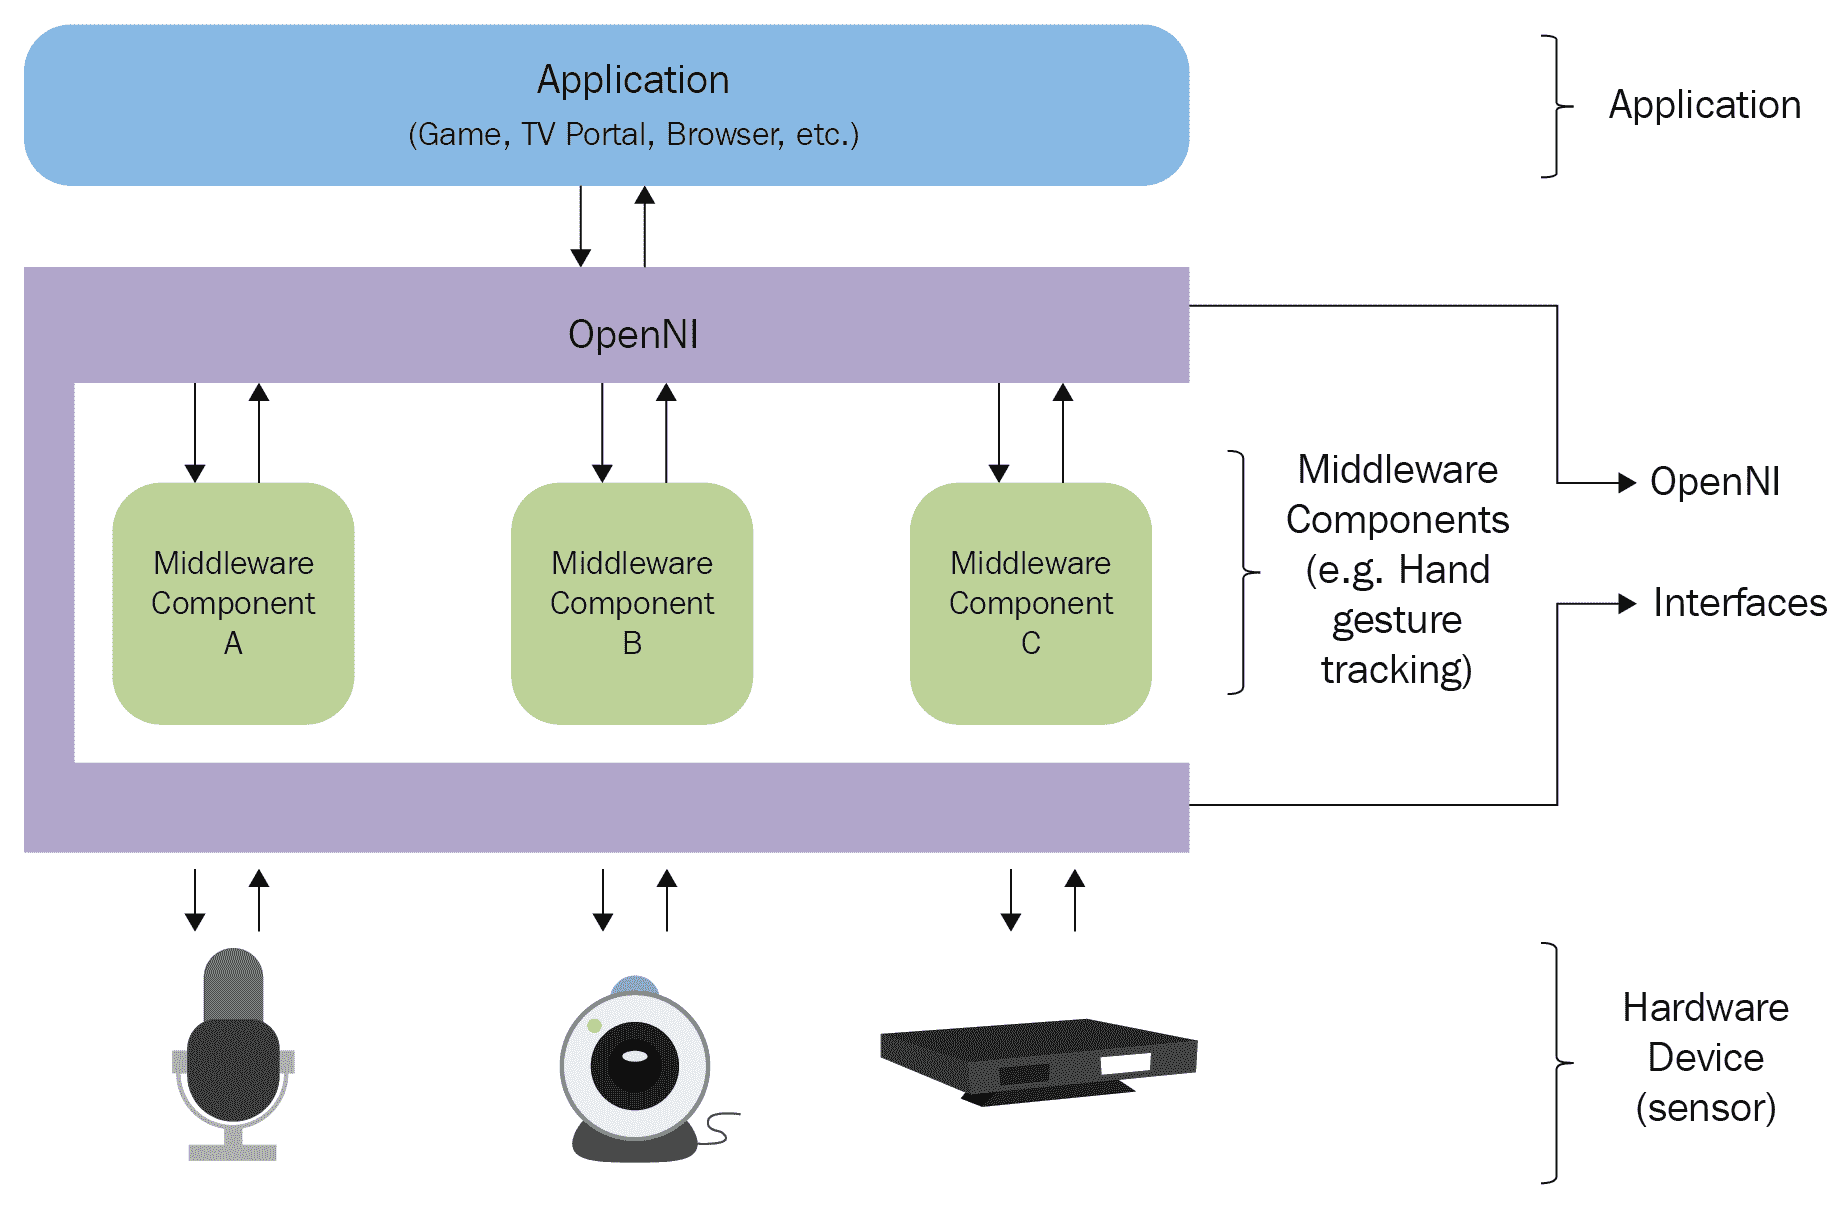 Application
(Game, TV Portal, Browser, etc.)
Application
OpenNI
Middleware
Component
A
Middleware
Component
B
Middleware
Component
C
Middleware
Components
(e.g. Hand
gesture
tracking)
OpenNI
Interfaces
Hardware
Device
(sensor)